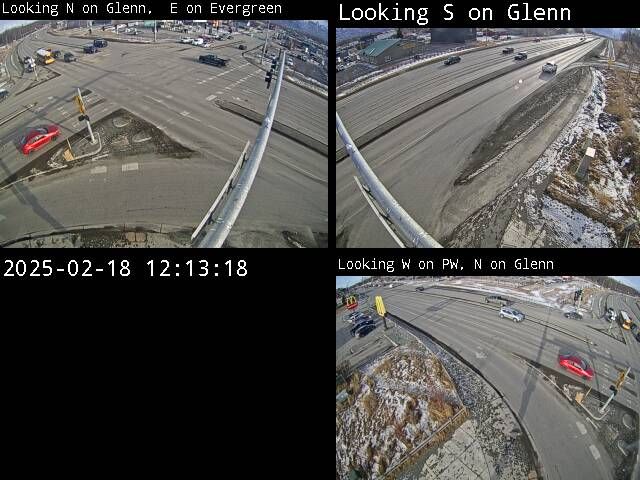 Looking N on Glenn,  E on Evergreen
Looking S on Glenn
2025-02-18 12:13:18
Looking W on PW, N on Glenn